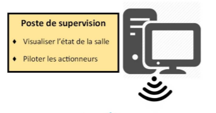 Poste de supervision
♦ Visualiser l'état de la salle
♦ Piloter les actionneurs